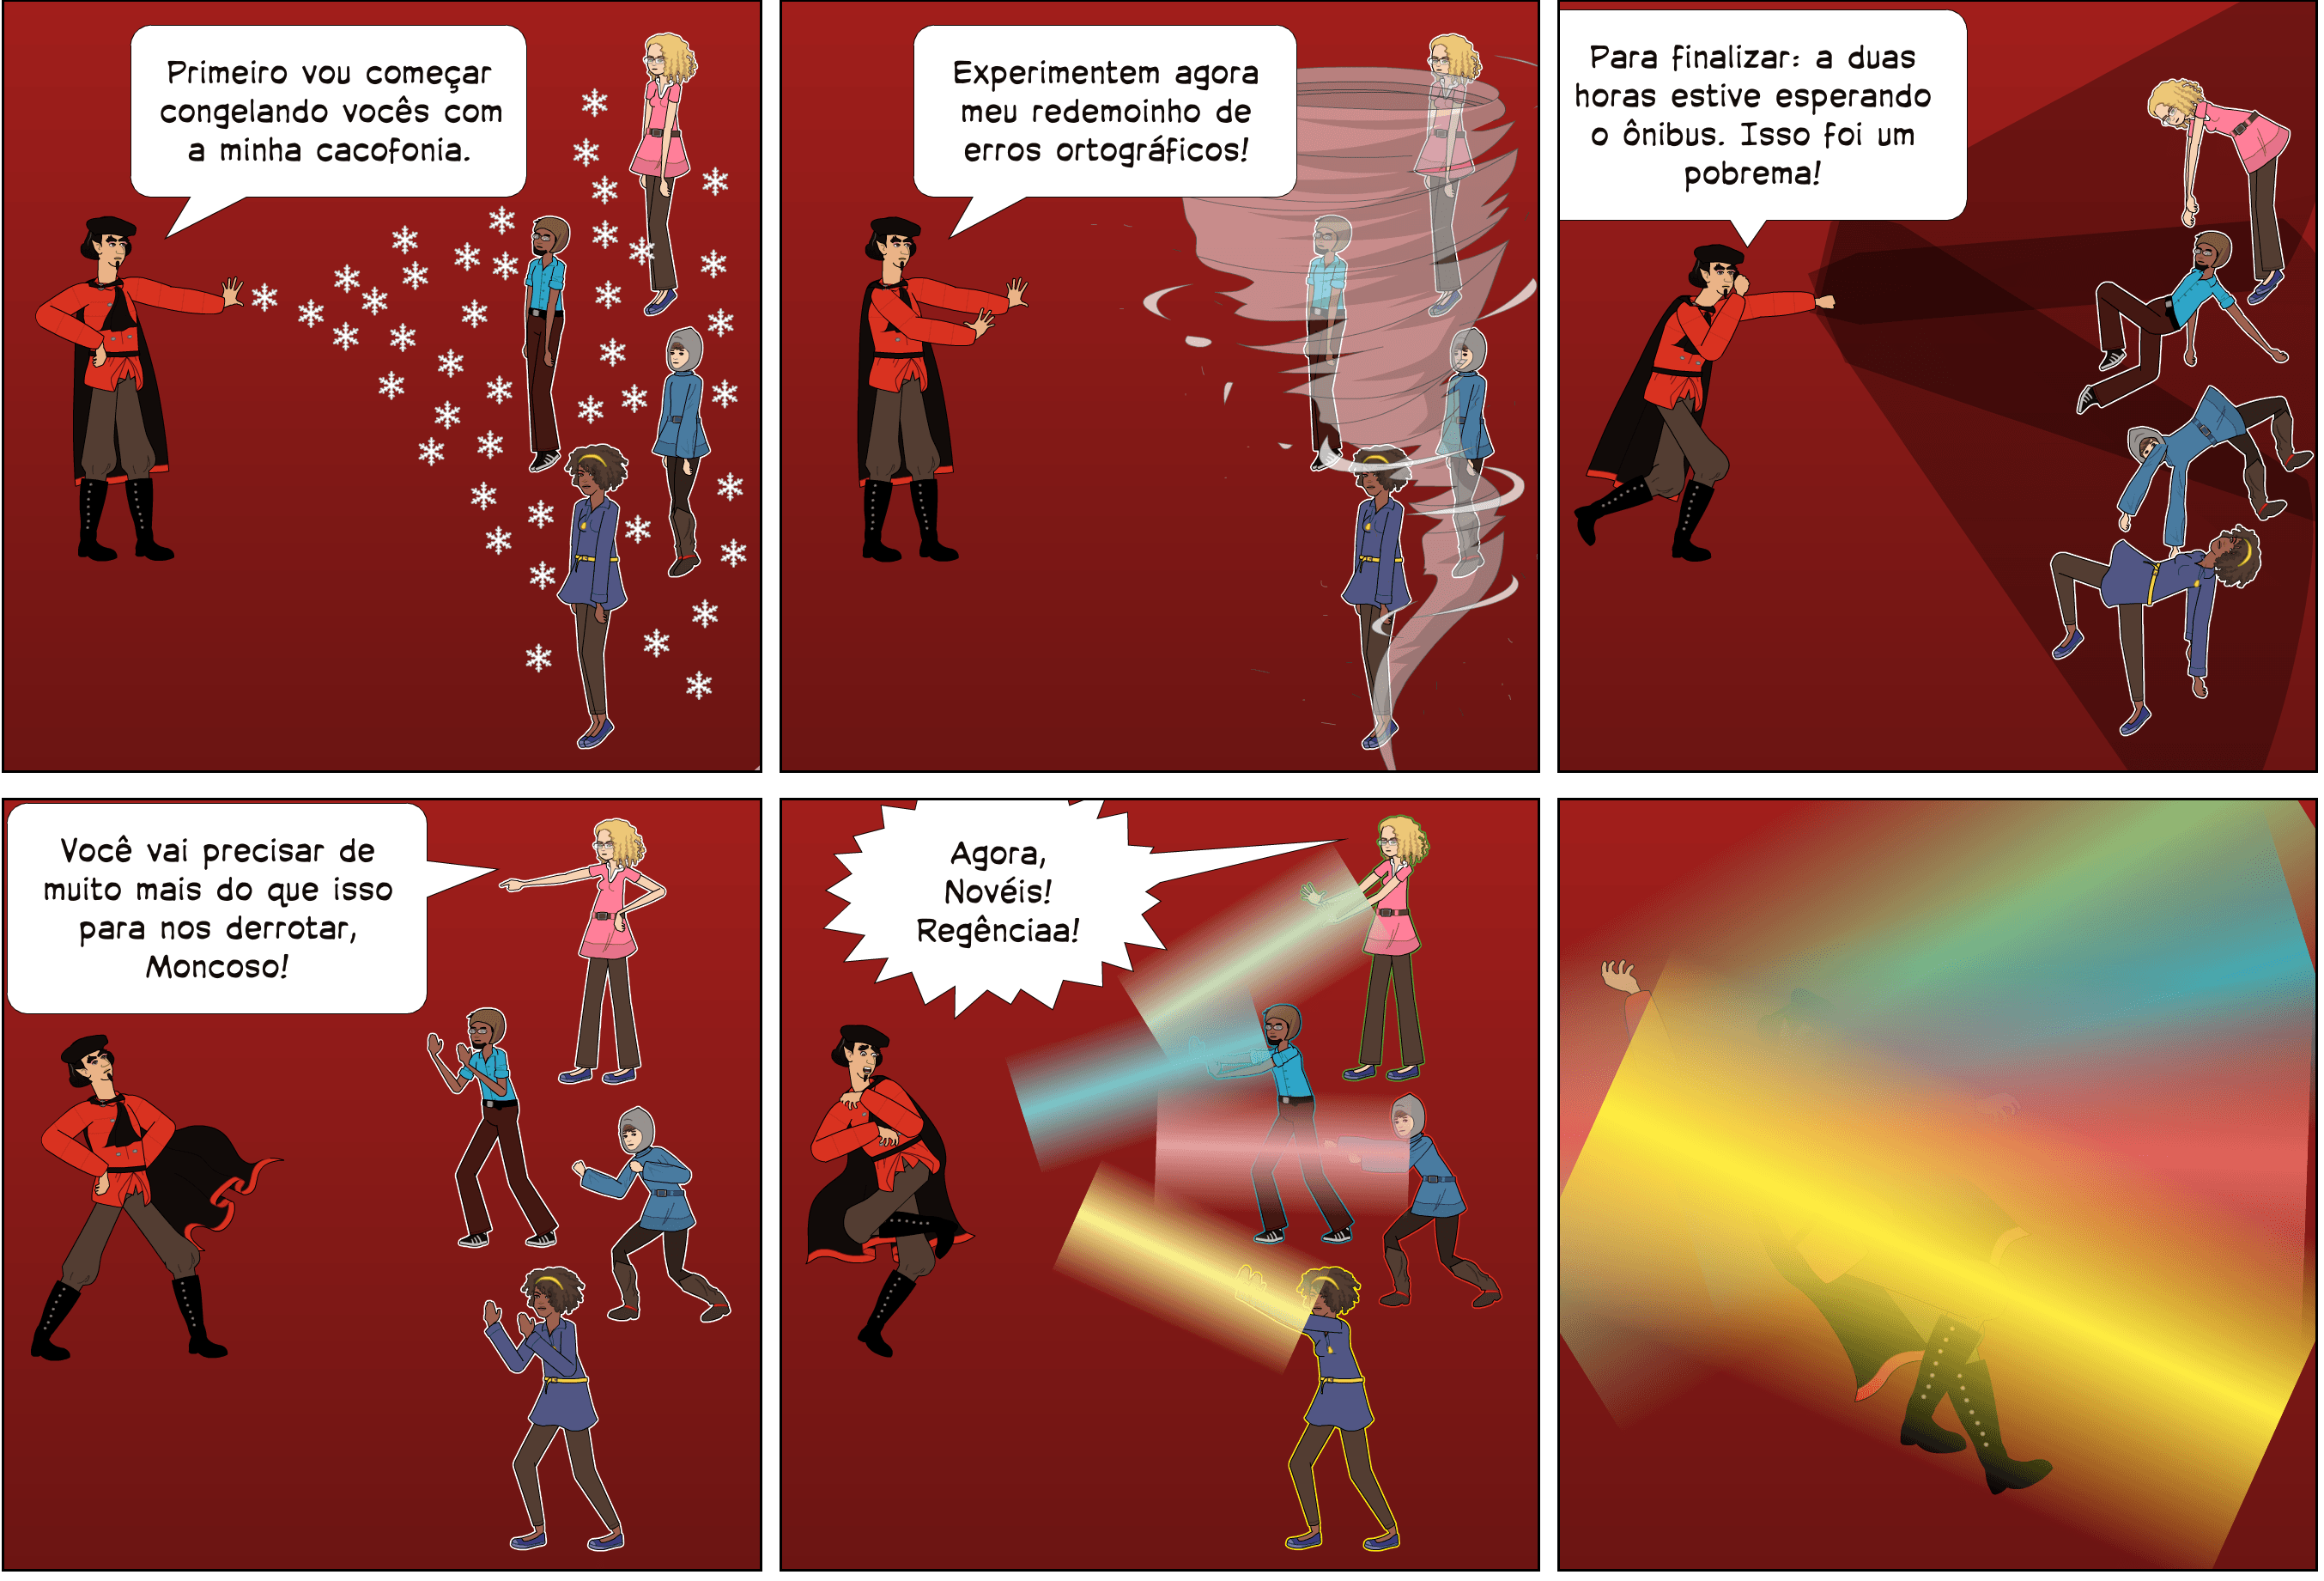 Primeiro vou começar
congelando vocês com
a minha cacofonia.
Experimentem agora
meu redemoinho de
erros ortográficos!
Para finalizar: a duas
horas estive esperando
o ônibus. Isso foi um
pobrema!
Você vai precisar de
muito mais do que isso
para nos derrotar,
Moncoso!
Agora,
Novéis!
Regênciaa!